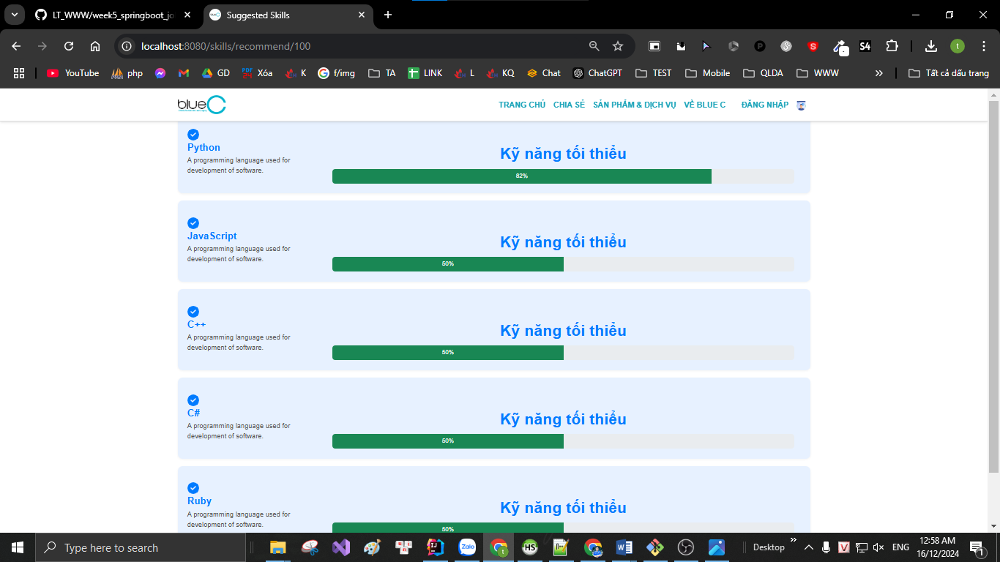 LT_WWW/week5_springboot_jo
Suggested Skills
localhost:8080/skills/recommend/100
YouTube
php
GD
PDF 24
Xóa
K
f/img
TA
LINK
L
KQ
Chat
ChatGPT
TEST
Mobile
QLDA
WWW
Tất cả dấu trang
S4
t
blueC
TRANG CHỦ
CHIA SẺ
SẢN PHẨM & DỊCH VỤ
VỀ BLUE C
ĐĂNG NHẬP
Python
A programming language used for
development of software.
Kỹ năng tối thiểu
82%
JavaScript
A programming language used for
development of software.
Kỹ năng tối thiểu
50%
C++
A programming language used for
development of software.
Kỹ năng tối thiểu
50%
C#
A programming language used for
development of software.
Kỹ năng tối thiểu
50%
Ruby
A programming language used for
development of software.
Kỹ năng tối thiểu
50%
Type here to search
Zalo
HS
Desktop
ENG
12:58 AM
16/12/2024
1